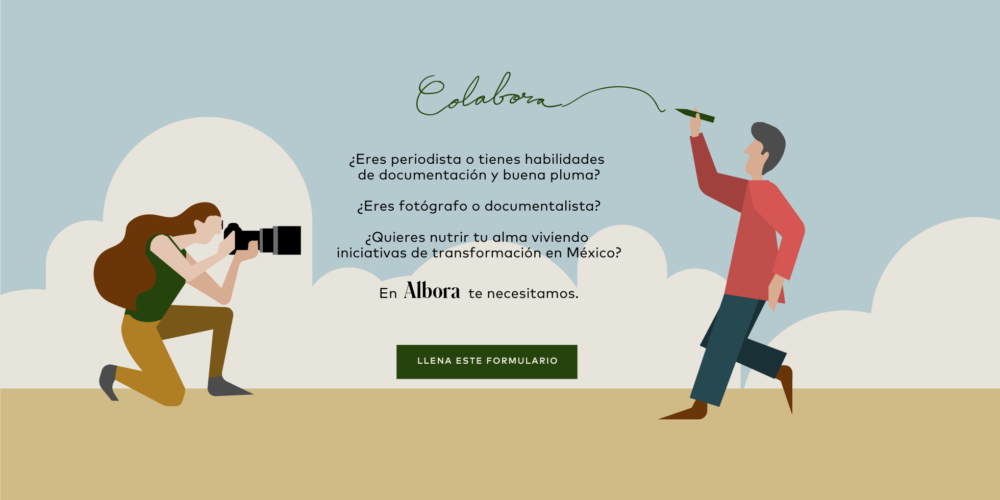 Colabora
¿Eres periodista o tienes habilidades
de documentación y buena pluma?
¿Eres fotógrafo o documentalista?
¿Quieres nutrir tu alma viviendo
iniciativas de transformación en México?
En Albora te necesitamos.
LLENA ESTE FORMULARIO